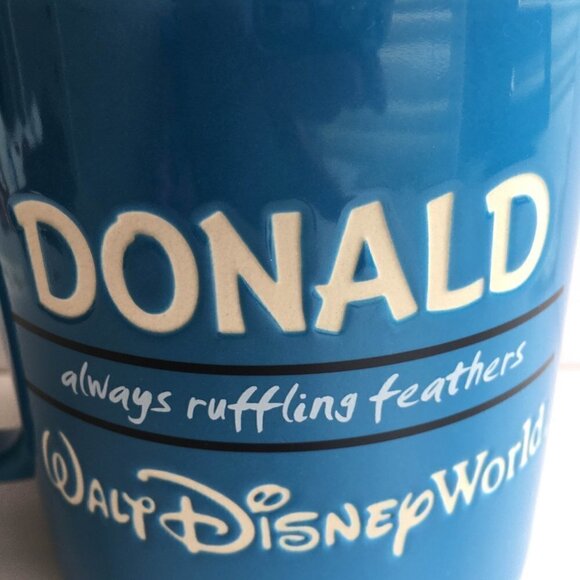 DONALD
always ruffling feathers
WALT DISNEY World